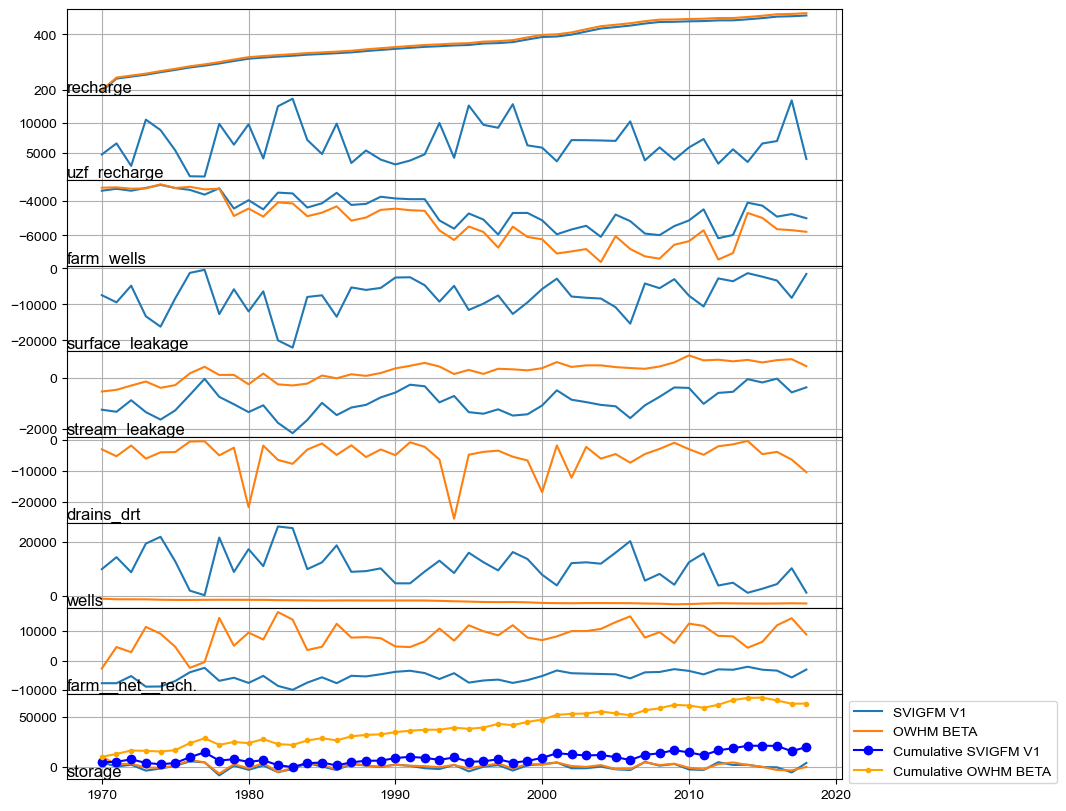 400
200
recharge
10000
5000
uzf_recharge
−4000
−6000
farm_wells
0
−10000
−20000
surface_leakage
0
−2000
stream_leakage
0
−10000
−20000
drains_drt
20000
0
wells
10000
0
−10000
farm__net__rech.
50000
0
storage
1970 1980 1990 2000 2010 2020
SVIGFM V1
OWHM BETA
Cumulative SVIGFM V1
Cumulative OWHM BETA